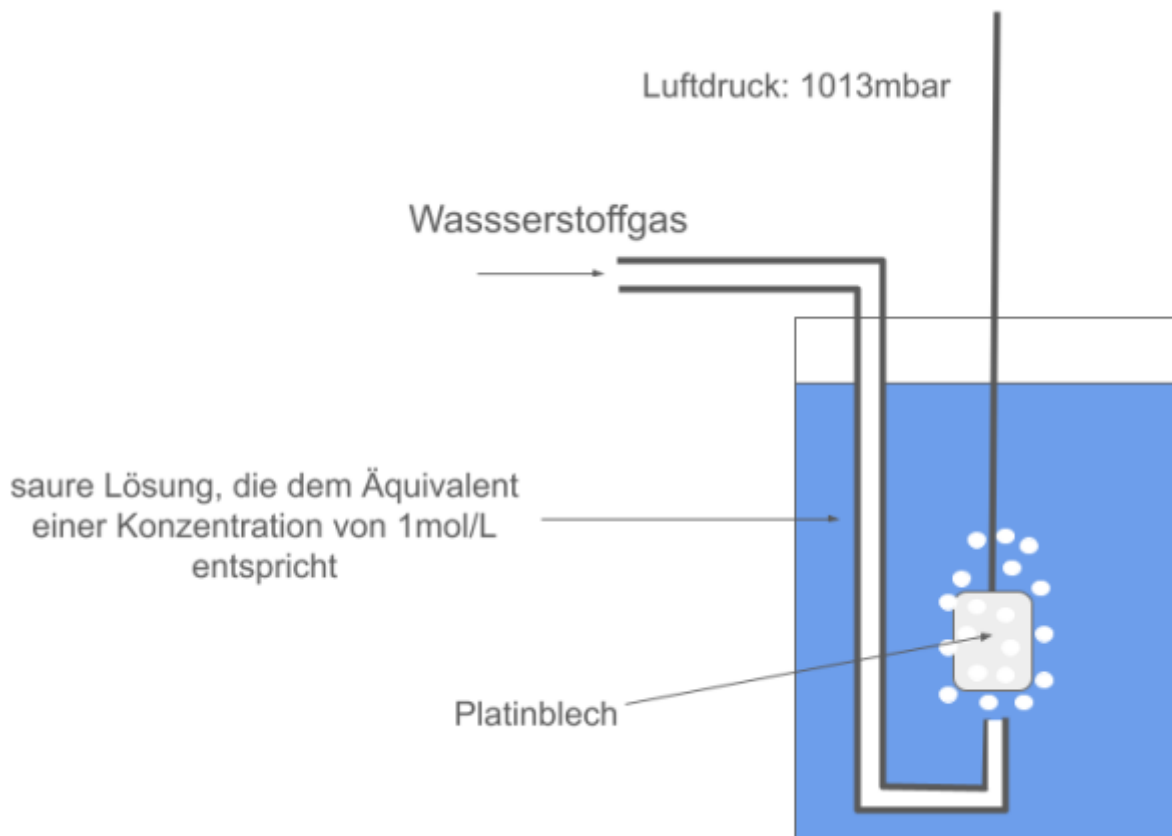 Luftdruck: 1013mbar
Wassserstoffgas
saure Lösung, die dem Äquivalent
einer Konzentration von 1mol/L
entspricht
Platinblech